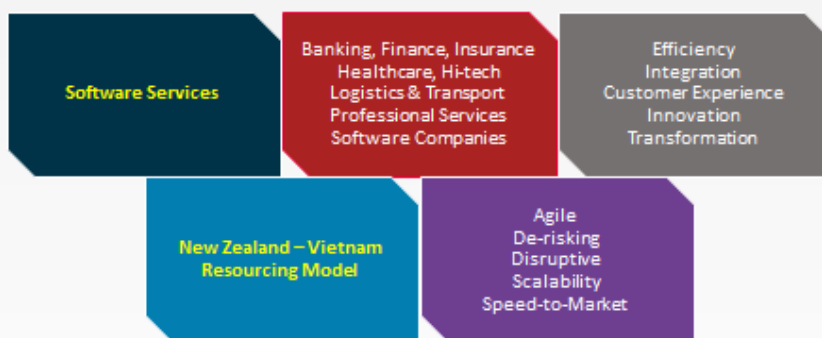 Software Services
Banking, Finance, Insurance
Healthcare, Hi-tech
Logistics & Transport
Professional Services
Software Companies
Efficiency
Integration
Customer Experience
Innovation
Transformation
New Zealand – Vietnam
Resourcing Model
Agile
De-risking
Disruptive
Scalability
Speed-to-Market